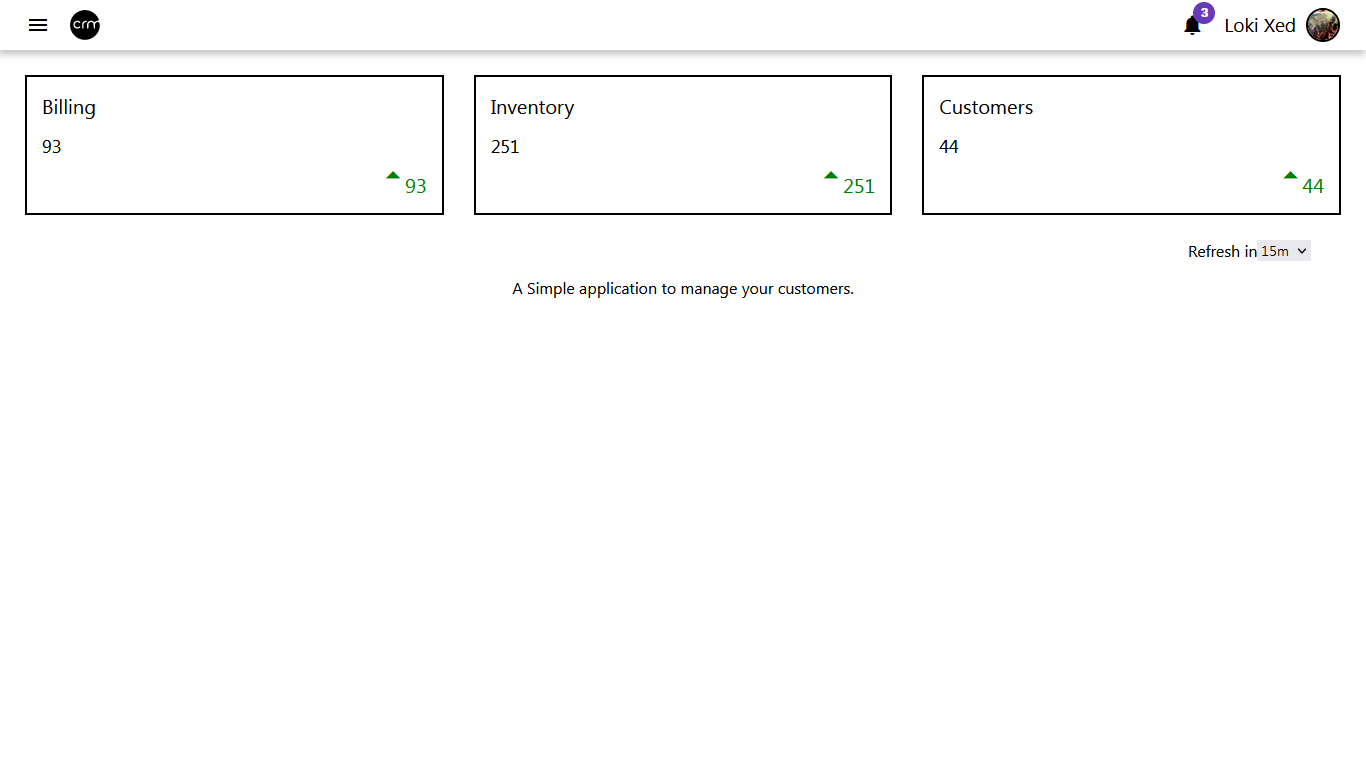 crm
3
Loki Xed
Billing
93
93
Inventory
251
251
Customers
44
44
Refresh in 15m
A Simple application to manage your customers.